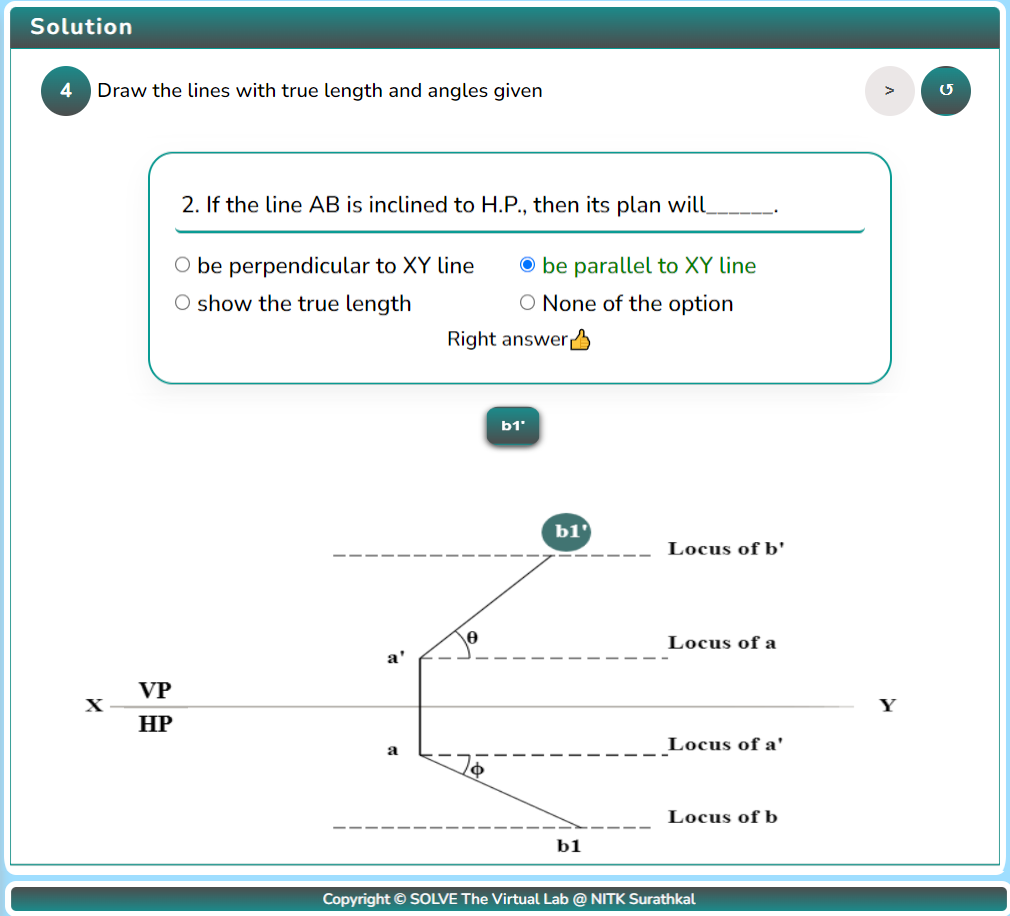 Solution
4 Draw the lines with true length and angles given > ↺
2. If the line AB is inclined to H.P., then its plan will______.
be perpendicular to XY line be parallel to XY line
show the true length None of the option
Right answer👍
b1'
b1'
Locus of b'
θ
Locus of a
a'
VP
X Y
HP
a
Locus of a'
ϕ
Locus of b
b1
Copyright © SOLVE The Virtual Lab @ NITK Surathkal